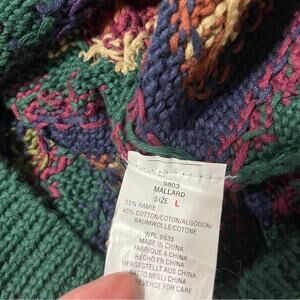 9803
MALLARD
SIZE L
55% RAMIE
45% COTTON/COTON/ALGODON/
BAUMWOLLE/COTONE
WPL 6635
MADE IN CHINA
FABRIQUE A CHINA
HECHO EN CHINA
HERGESTELLT AUS CHINA
FATTO NEGLI CHINA
REVERSE FOR CARE